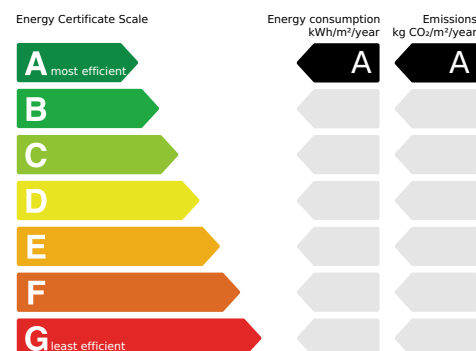 Energy Certificate Scale
Energy consumption
kWh/m²/year
Emissions
kg CO₂/m²/year
A most efficient
A
A
B
C
D
E
F
G least efficient